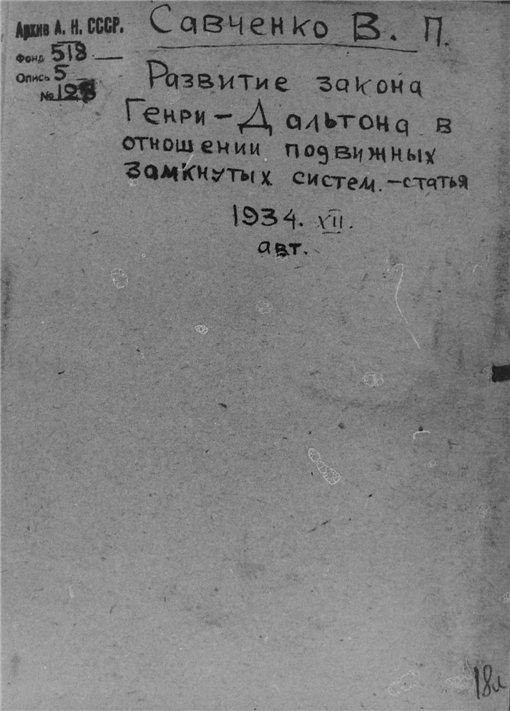 Архив А. Н. СССР.
Фонд 518
Опись 5
№ 128
Савченко В. П.
Развитие закона
Генри-Дальтона в
отношении подвижных
замкнутых систем. - статья
1934. XII.
авт.
18л